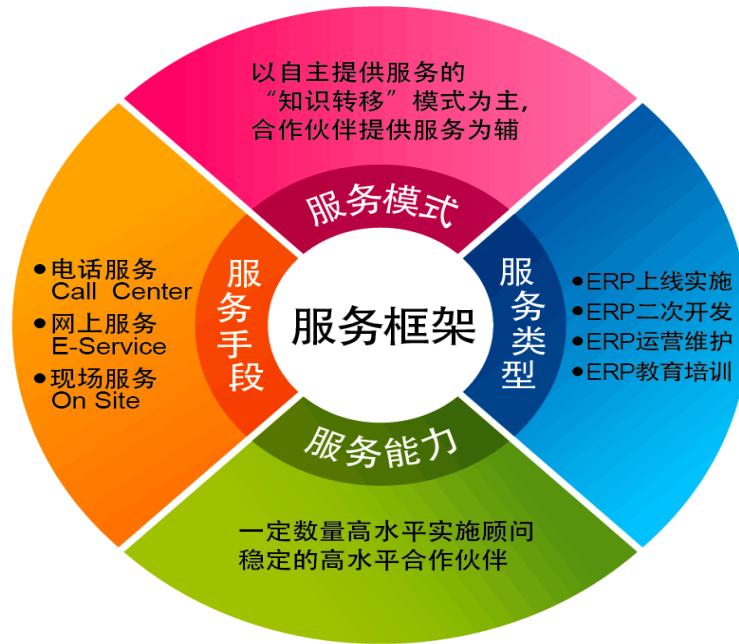 以自主提供服务的
“知识转移”模式为主,
合作伙伴提供服务为辅
服务模式
●电话服务
Call Center
●网上服务
E-Service
●现场服务
On Site
服务手段
服务框架
服务类型
●ERP上线实施
●ERP二次开发
●ERP运营维护
●ERP教育培训
服务能力
一定数量高水平实施顾问
稳定的高水平合作伙伴